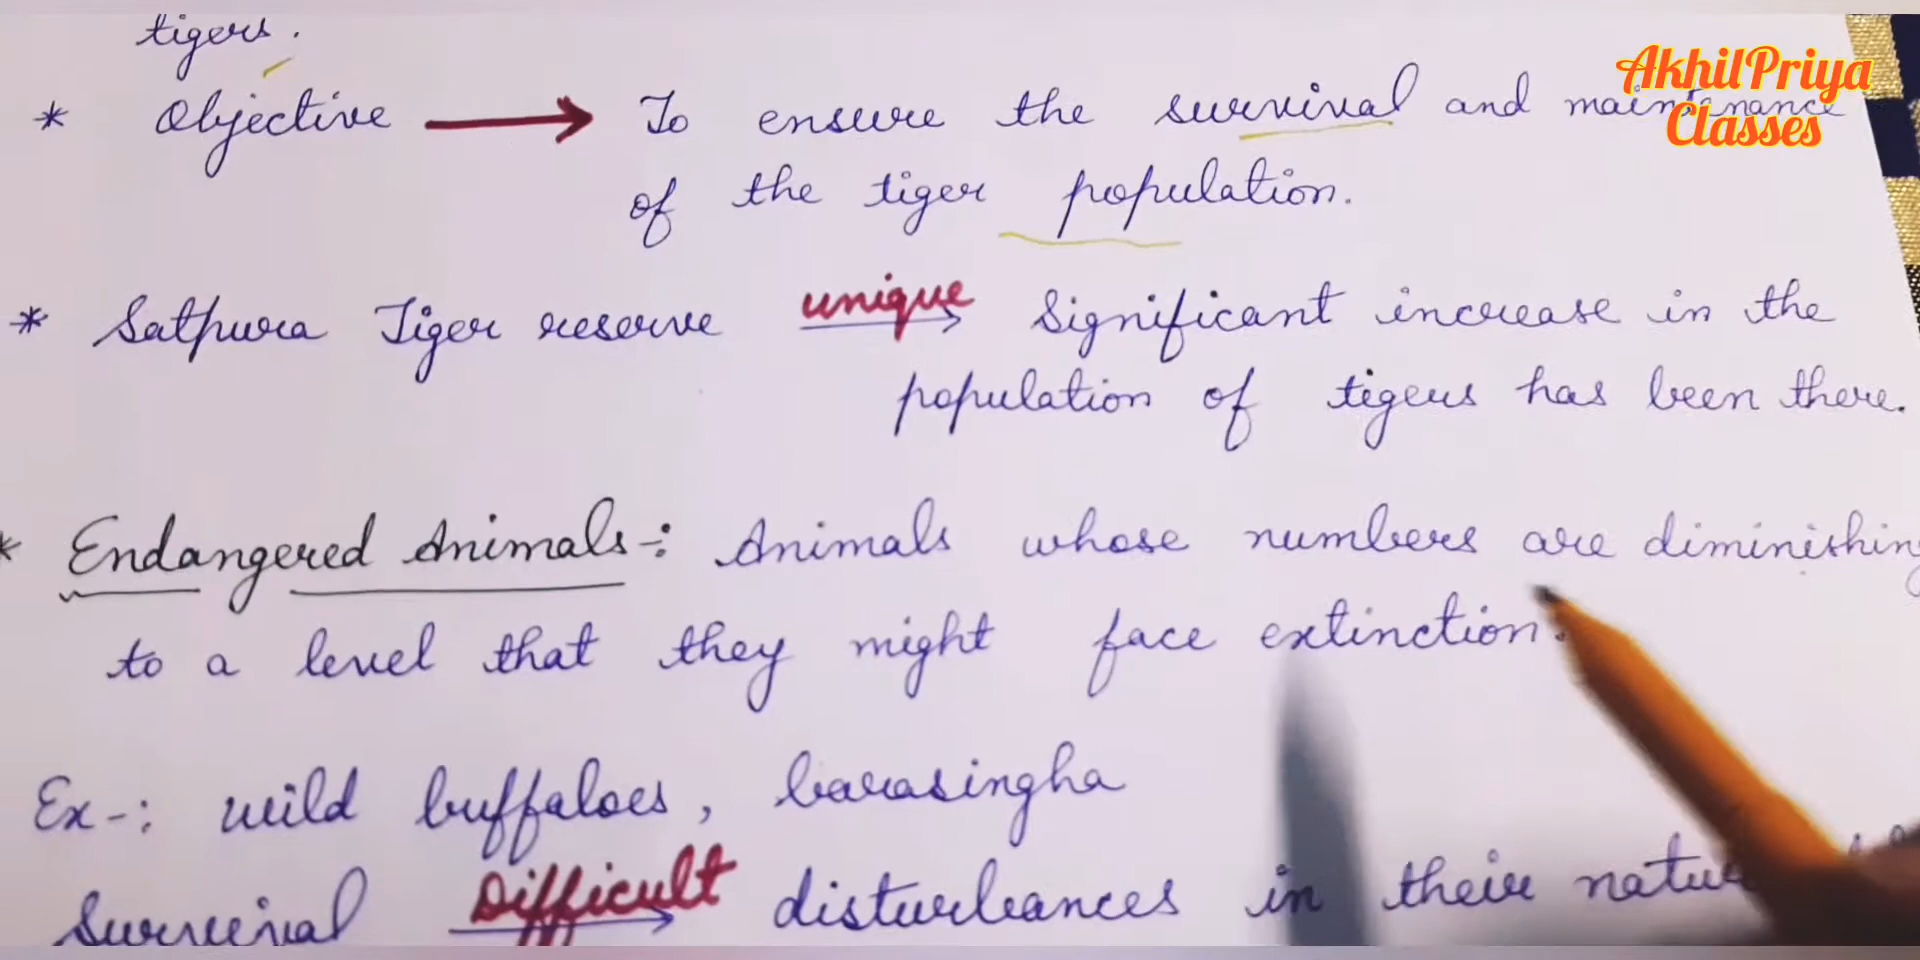 tigers.
* Objective → To ensure the survival and maintenance
of the tiger population.
* Satpura Tiger reserve unique → Significant increase in the
population of tigers has been there.
* Endangered Animals-: Animals whose numbers are diminishing
to a level that they might face extinction.
Ex-: wild buffaloes, barasingha
Survival Difficult → disturbances in their
AkhilPriya
Classes